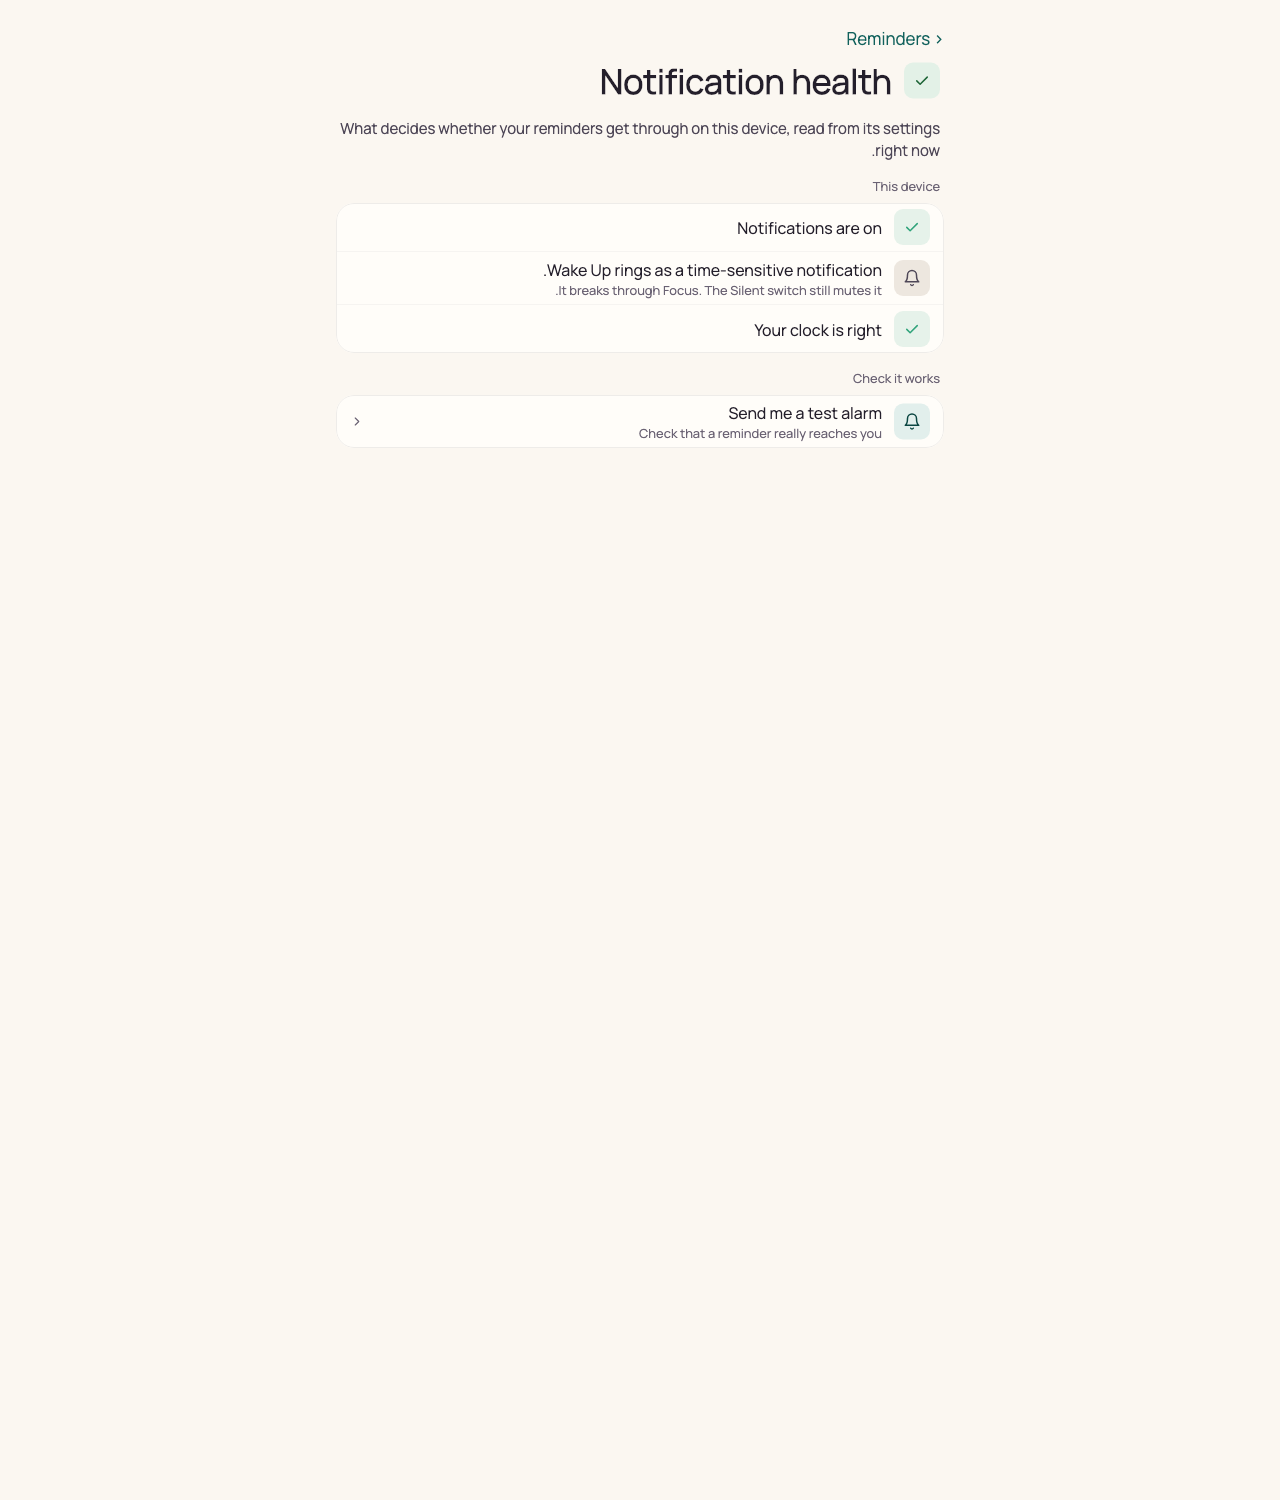 Reminders ›
Notification health
What decides whether your reminders get through on this device, read from its settings
.right now
This device
Notifications are on
.Wake Up rings as a time-sensitive notification
.It breaks through Focus. The Silent switch still mutes it
Your clock is right
Check it works
Send me a test alarm
Check that a reminder really reaches you